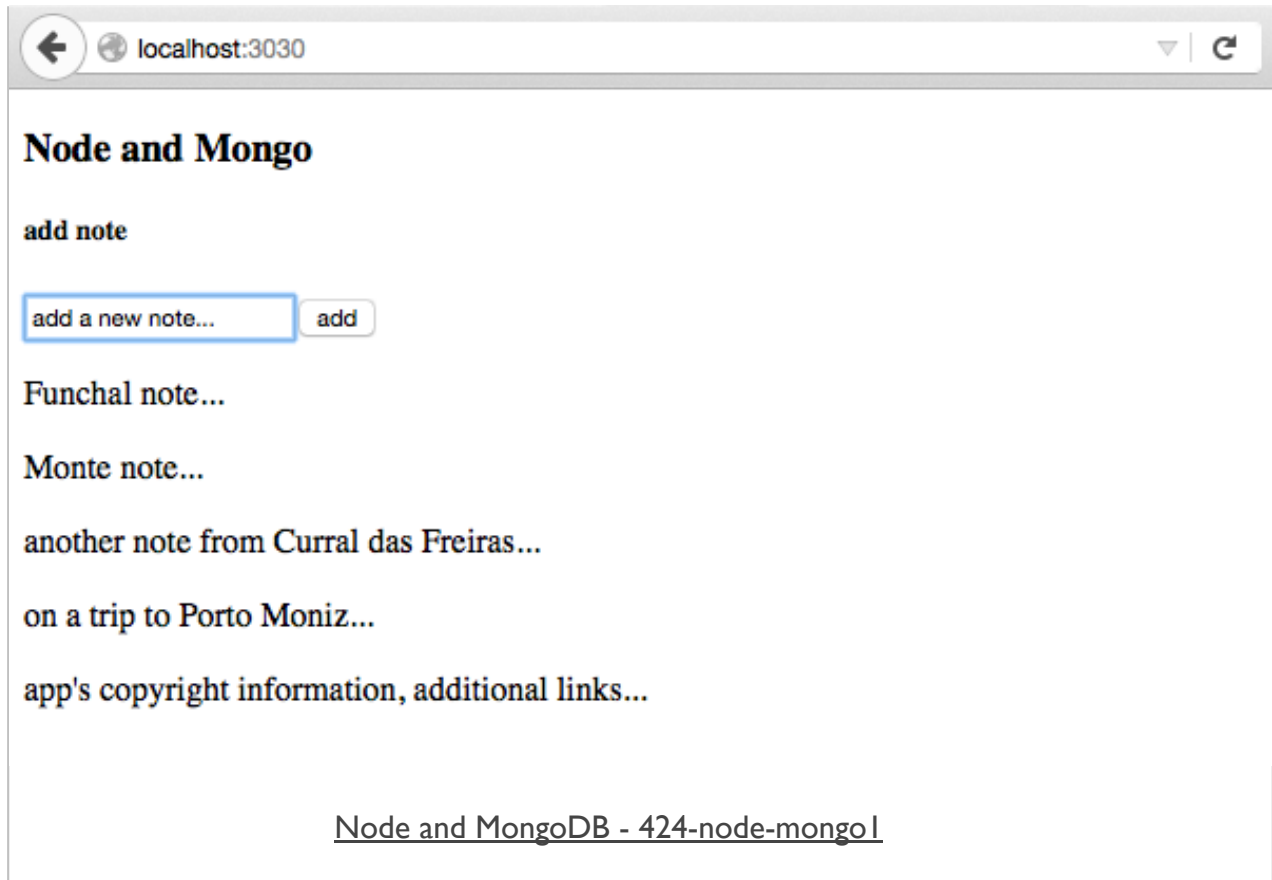 localhost:3030
Node and Mongo
add note
add a new note... add
Funchal note...
Monte note...
another note from Curral das Freiras...
on a trip to Porto Moniz...
app's copyright information, additional links...
Node and MongoDB - 424-node-mongo1